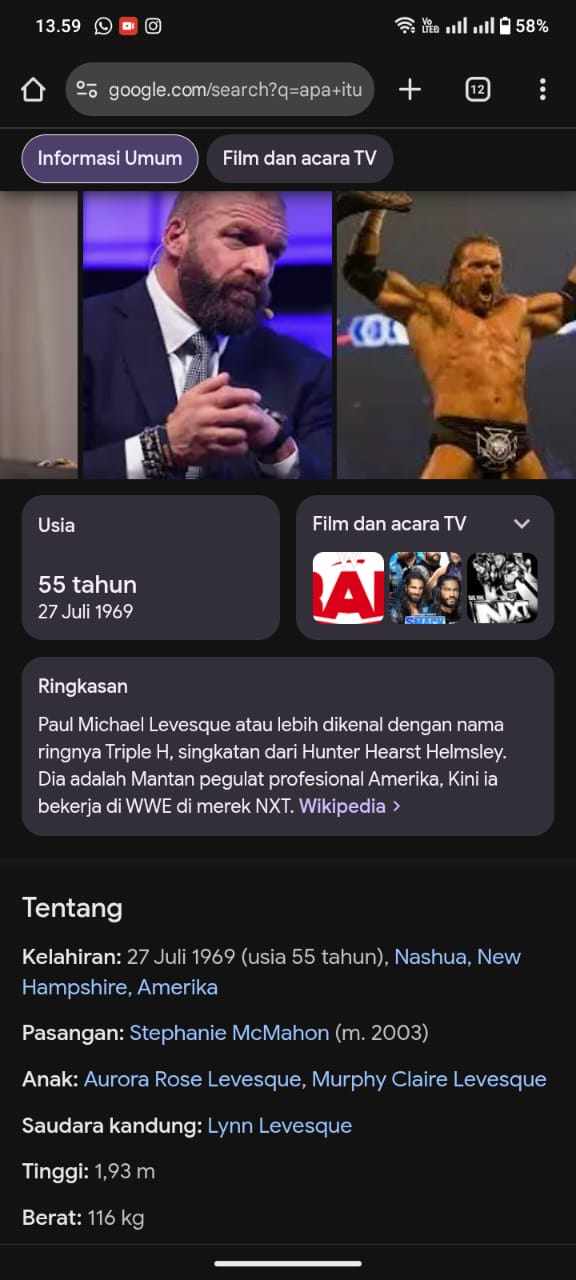 13.59
Vo
LTE
58%
google.com/search?q=apa+itu
12
Informasi Umum
Film dan acara TV
Usia
55 tahun
27 Juli 1969
Film dan acara TV
RAW
SMACK
NXT
Ringkasan
Paul Michael Levesque atau lebih dikenal dengan nama
ringnya Triple H, singkatan dari Hunter Hearst Helmsley.
Dia adalah Mantan pegulat profesional Amerika, Kini ia
bekerja di WWE di merek NXT. Wikipedia >
Tentang
Kelahiran: 27 Juli 1969 (usia 55 tahun), Nashua, New
Hampshire, Amerika
Pasangan: Stephanie McMahon (m. 2003)
Anak: Aurora Rose Levesque, Murphy Claire Levesque
Saudara kandung: Lynn Levesque
Tinggi: 1,93 m
Berat: 116 kg